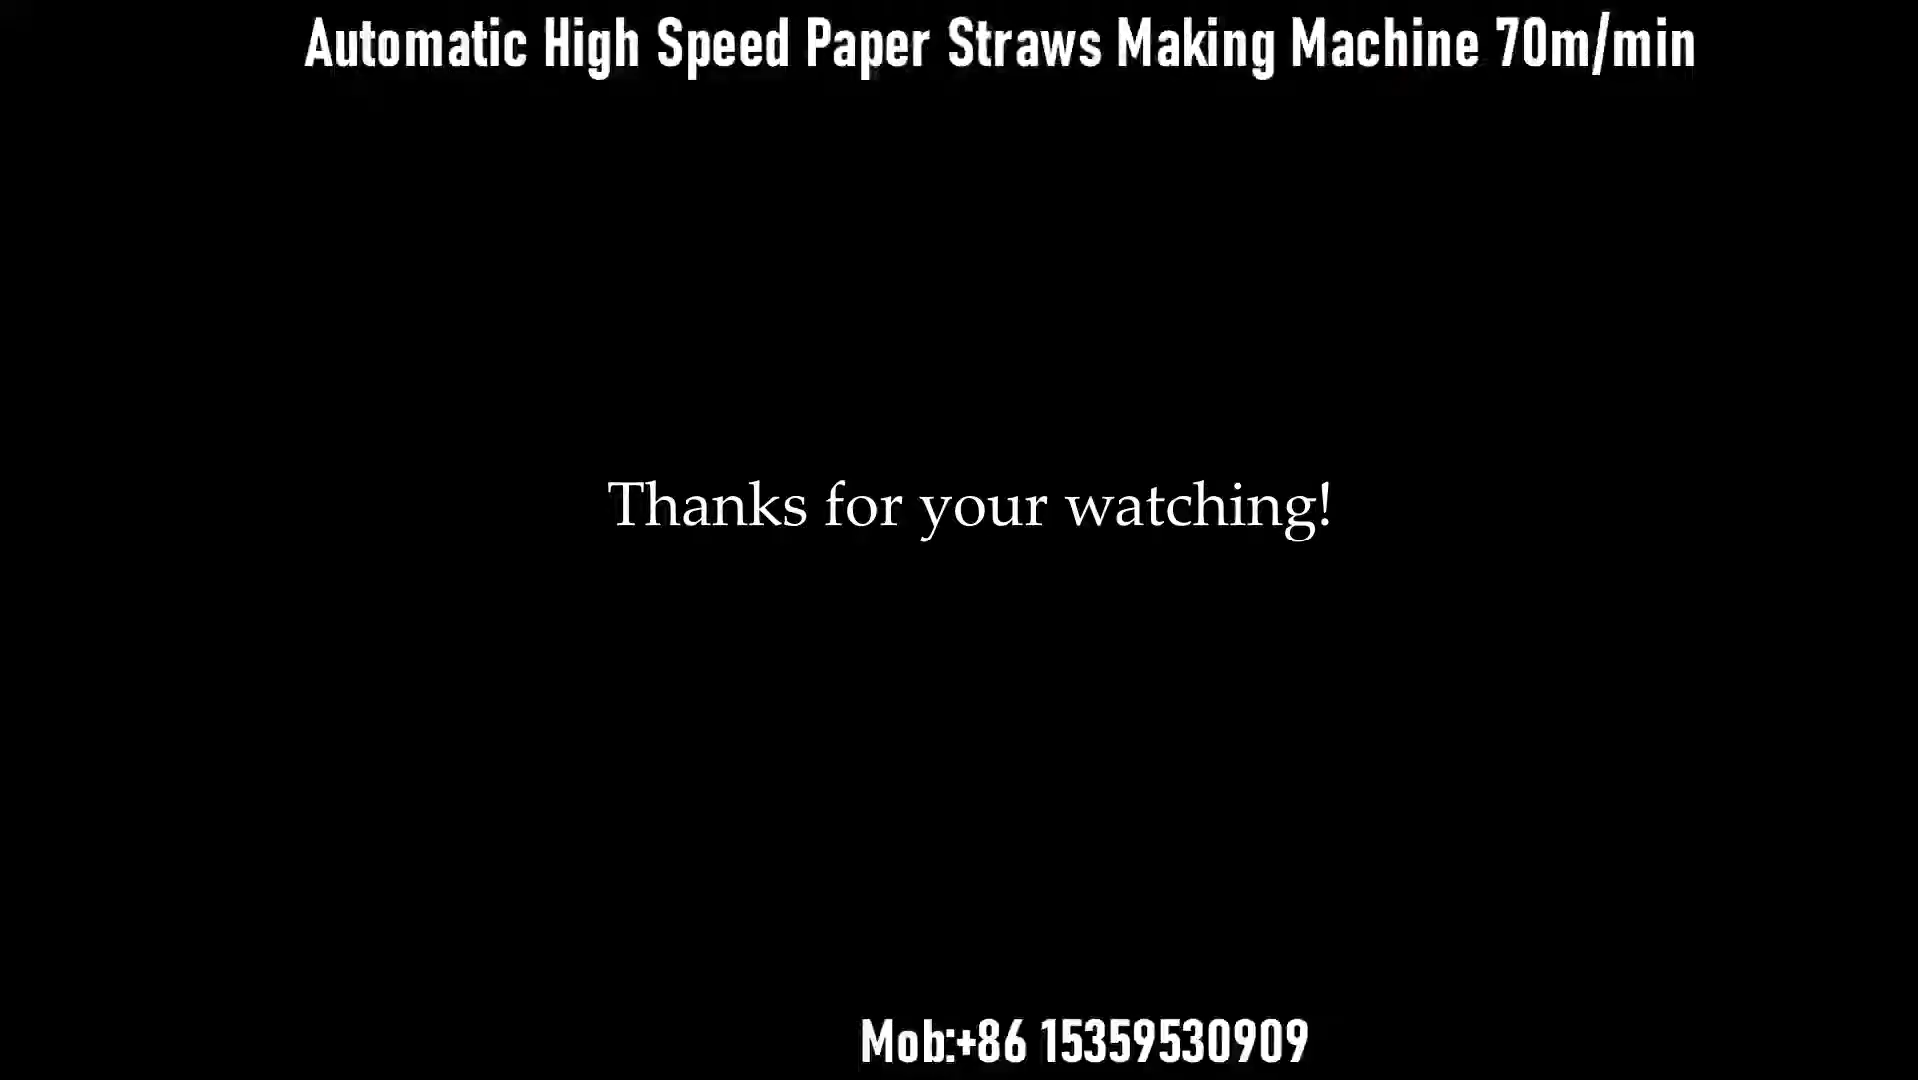 Automatic High Speed Paper Straws Making Machine 70m/min
Thanks for your watching!
Mob:+86 15359530909